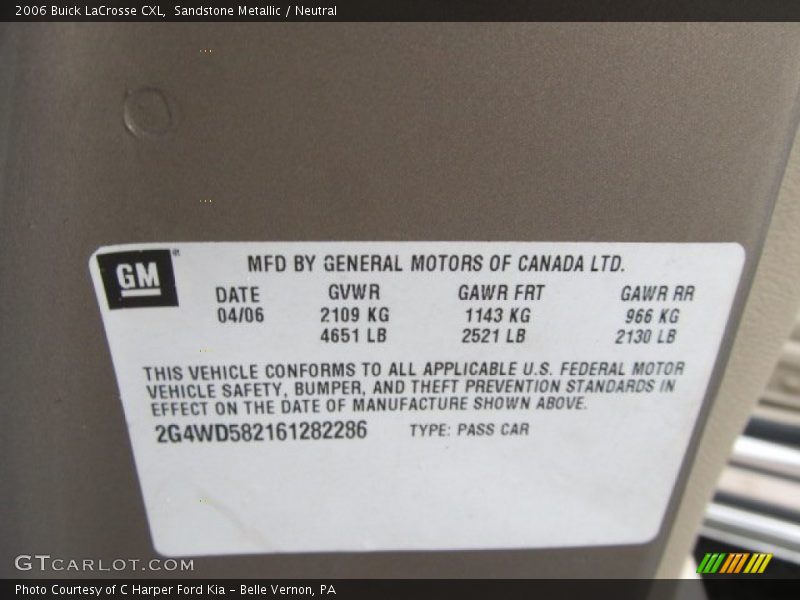 2006 Buick LaCrosse CXL, Sandstone Metallic / Neutral
GM
MFD BY GENERAL MOTORS OF CANADA LTD.
DATE GVWR GAWR FRT GAWR RR
04/06 2109 KG 1143 KG 966 KG
4651 LB 2521 LB 2130 LB
THIS VEHICLE CONFORMS TO ALL APPLICABLE U.S. FEDERAL MOTOR
VEHICLE SAFETY, BUMPER, AND THEFT PREVENTION STANDARDS IN
EFFECT ON THE DATE OF MANUFACTURE SHOWN ABOVE.
2G4WD582161282286 TYPE: PASS CAR
GTCARLOT.COM
Photo Courtesy of C Harper Ford Kia – Belle Vernon, PA